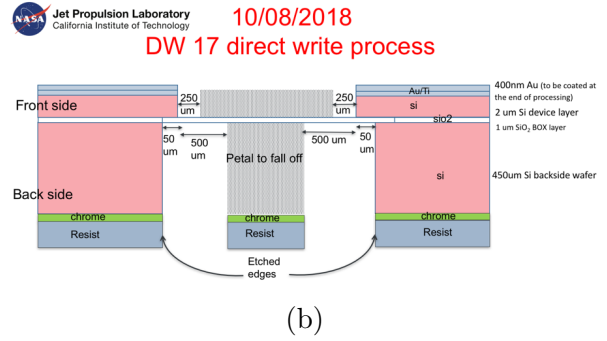 NASA
Jet Propulsion Laboratory
California Institute of Technology
10/08/2018
DW 17 direct write process
Front side
250
um
250
um
Au/Ti
si
sio2
400nm Au (to be coated at
the end of processing)
2 um Si device layer
1 um SiO2 BOX layer
50
um
500
um
500 um
50
um
Petal to fall off
Back side
si
450um Si backside wafer
chrome
Resist
chrome
Resist
chrome
Resist
Etched
edges
(b)